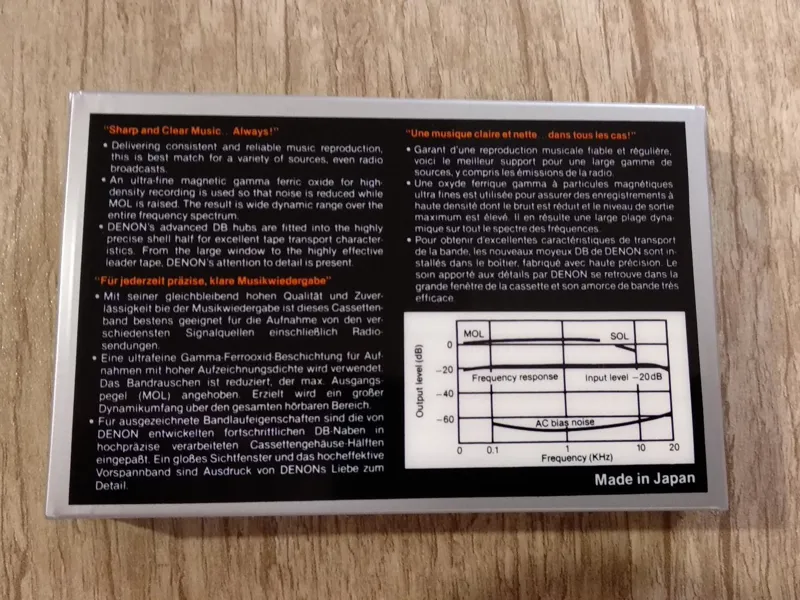 "Sharp and Clear Music... Always!"
• Delivering consistent and reliable music reproduction,
this is best match for a variety of sources, even radio
broadcasts.
• An ultra-fine magnetic gamma ferric oxide for high-
density recording is used so that noise is reduced while
MOL is raised. The result is wide dynamic range over the
entire frequency spectrum.
• DENON's advanced DB hubs are fitted into the highly
precise shell half for excellent tape transport character-
istics. From the large window to the highly effective
leader tape, DENON's attention to detail is present.
"Für jederzeit präzise, klare Musikwiedergabe"
• Mit seiner gleichbleibend hohen Qualität und Zuver-
lässigkeit bie der Musikwiedergabe ist dieses Cassetten-
band bestens geeignet für die Aufnahme von den ver-
schiedensten Signalquellen einschließlich Radio-
sendungen.
• Eine ultrafeine Gamma-Ferrooxid-Beschichtung für Auf-
nahmen mit hoher Aufzeichnungsdichte wird verwendet.
Das Bandrauschen ist reduziert, der max. Ausgangs-
pegel (MOL) angehoben. Erzielt wird ein großer
Dynamikumfang über den gesamten hörbaren Bereich.
• Für ausgezeichnete Bandlaufeigenschaften sind die von
DENON entwickelten fortschrittlichen DB-Naben in
hochpräzise verarbeiteten Cassettengehäuse-Hälften
eingepaßt. Ein gloßes Sichtfenster und das hocheffektive
Vorspannband sind Ausdruck von DENONs Liebe zum
Detail.
"Une musique claire et nette... dans tous les cas!"
• Garant d'une reproduction musicale fiable et régulière,
voici le meilleur support pour une large gamme de
sources, y compris les émissions de la radio.
• Une oxyde ferrique gamma à particules magnétiques
ultra fines est utilisée pour assurer des enregistrements à
haute densité dont le bruit est réduit et le niveau de sortie
maximum est élevé. Il en résulte une large plage dyna-
mique sur tout le spectre des fréquences.
• Pour obtenir d'excellentes caractéristiques de transport
de la bande, les nouveaux moyeux DB de DENON sont in-
stallés dans le boîtier, fabriqué avec haute précision. Le
soin apporté aux détails par DENON se retrouve dans la
grande fenêtre de la cassette et son amorce de bande très
efficace.
MOL
SOL
Frequency response
Input level −20dB
AC bias noise
Output level (dB)
0
−20
−40
−60
0 0.1 1 10 20
Frequency (KHz)
Made in Japan